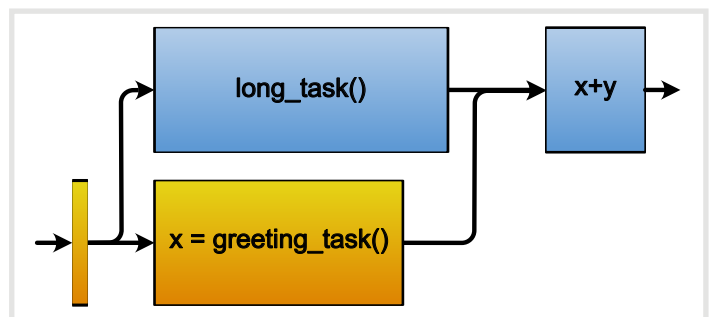 long_task()
x+y
x = greeting_task()